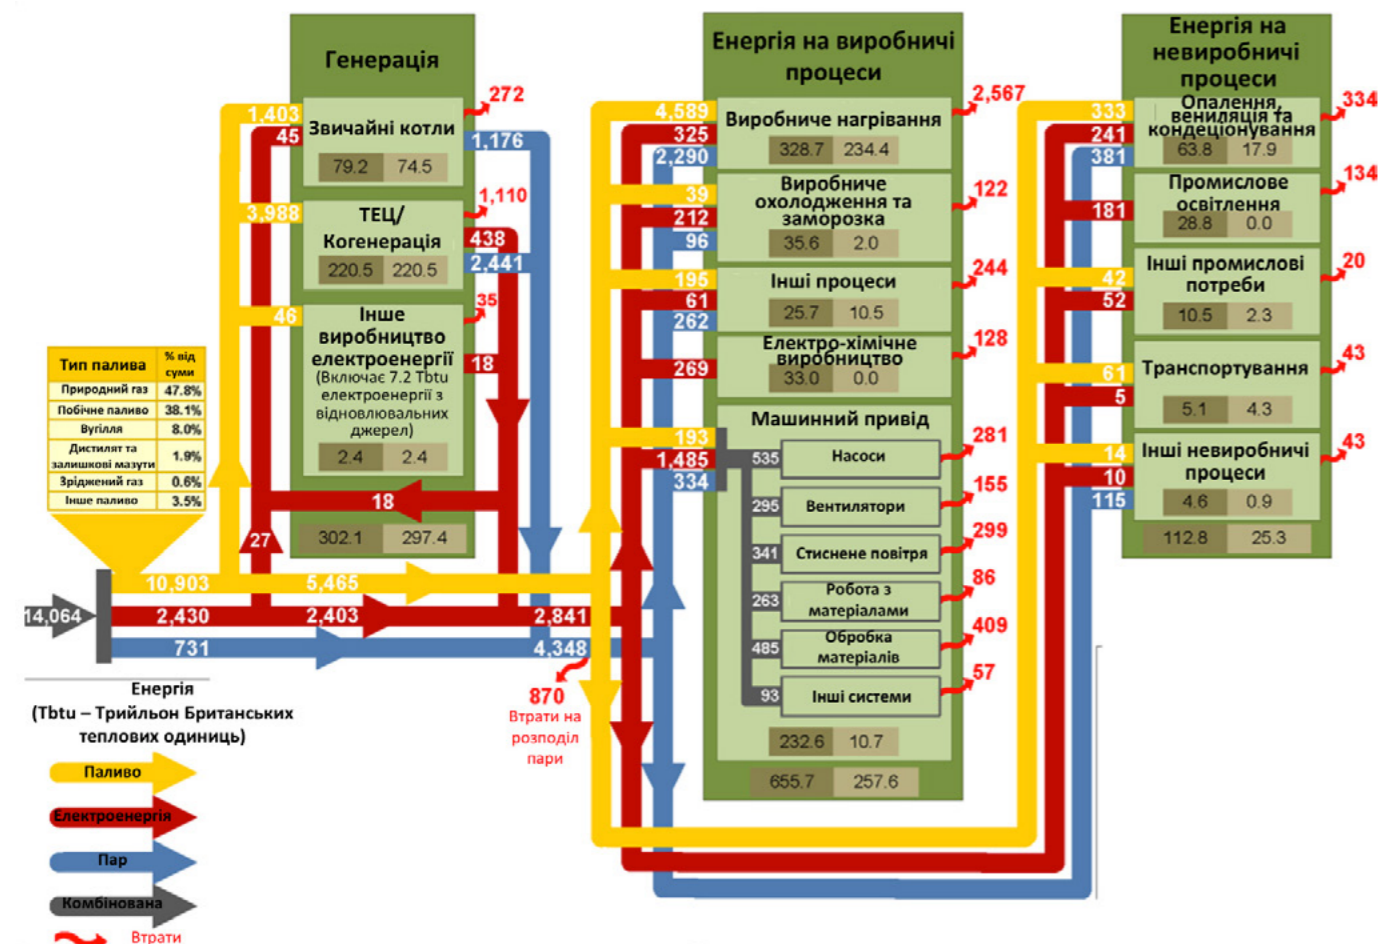 Генерація
1,403
45
Звичайні котли
79.2 74.5
272
1,176
3,988
ТЕЦ/
Когенерація
220.5 220.5
1,110
438
2,441
46
Інше
виробництво
електроенергії
(Включає 7.2 Tbtu
електроенергії з
відновлювальних
джерел)
2.4 2.4
35
18
18
27
302.1 297.4
Тип палива % від
суми
Природний газ 47.8%
Побічне паливо 38.1%
Вугілля 8.0%
Дистилят та
залишкові мазути 1.9%
Зріджений газ 0.6%
Інше паливо 3.5%
14,064
10,903 5,465
2,430 2,403 2,841
731 4,348
870
Втрати на
розподіл
пари
Енергія
(Tbtu – Трийльон Британських
теплових одиниць)
Паливо
Електроенергія
Пар
Комбінована
Втрати
Енергія на виробничі
процеси
4,589
325
2,290
Виробниче нагрівання
328.7 234.4
2,567
39
212
96
Виробниче
охолодження та
заморозка
35.6 2.0
122
195
61
262
Інші процеси
25.7 10.5
244
269
Електро-хімічне
виробництво
33.0 0.0
128
Машинний привід
193
1,485
334
535 Насоси 281
295 Вентилятори 155
341 Стиснене повітря 299
263 Робота з
матеріалами 86
485 Обробка
матеріалів 409
93 Інші системи 57
232.6 10.7
655.7 257.6
Енергія на
невиробничі
процеси
333
241
381
Опалення,
вениляція та
кондеціонування
63.8 17.9
334
181
Промислове
освітлення
28.8 0.0
134
42
52
Інші промислові
потреби
10.5 2.3
20
61
5
Транспортування
5.1 4.3
43
14
10
115
Інші невиробничі
процеси
4.6 0.9
43
112.8 25.3